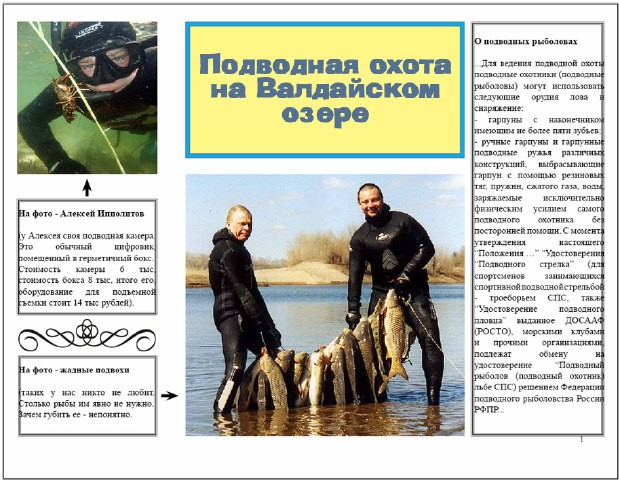 Подводная охота
на Валдайском
озере
На фото - Алексей Ипполитов
(у Алексея своя подводная камера.
Это обычный цифровик,
помещенный в герметичный бокс.
Стоимость камеры 6 тыс,
стоимость бокса 8 тыс, итого его
оборудование для подъемной
съемки стоит 14 тыс рублей).
На фото - жадные подвохи
(таких у нас никто не любит.
Столько рыбы им явно не нужно.
Зачем губить ее - непонятно.
О подводных рыболовах
...Для ведения подводной охоты
подводные охотники (подводные
рыболовы) могут использовать
следующие орудия лова и
снаряжение:
- гарпуны с наконечником
имеющим не более пяти зубьев;
- ручные гарпуны и гарпунные
подводные ружья различных
конструкций, выбрасывающие
гарпун с помощью резиновых
тяг, пружин, сжатого газа, воды,
заряжаемые исключительно
физическим усилием самого
подводного охотника без
посторонней помощи. С момента
утверждения настоящего
"Положения ..." "Удостоверения
"Подводного стрелка" (для
спортсменов занимающихся
спортивной подводной стрельбой
- троеборьем СПС, также
"Удостоверение подводного
пловца" выданное ДОСААФ
(РОСТО), морскими клубами
и прочими организациями,
подлежат обмену на
удостоверение "Подводный
рыболов (подводный охотник)
льбе СПС) решением Федерации
подводного рыболовства России
РФПР...
1